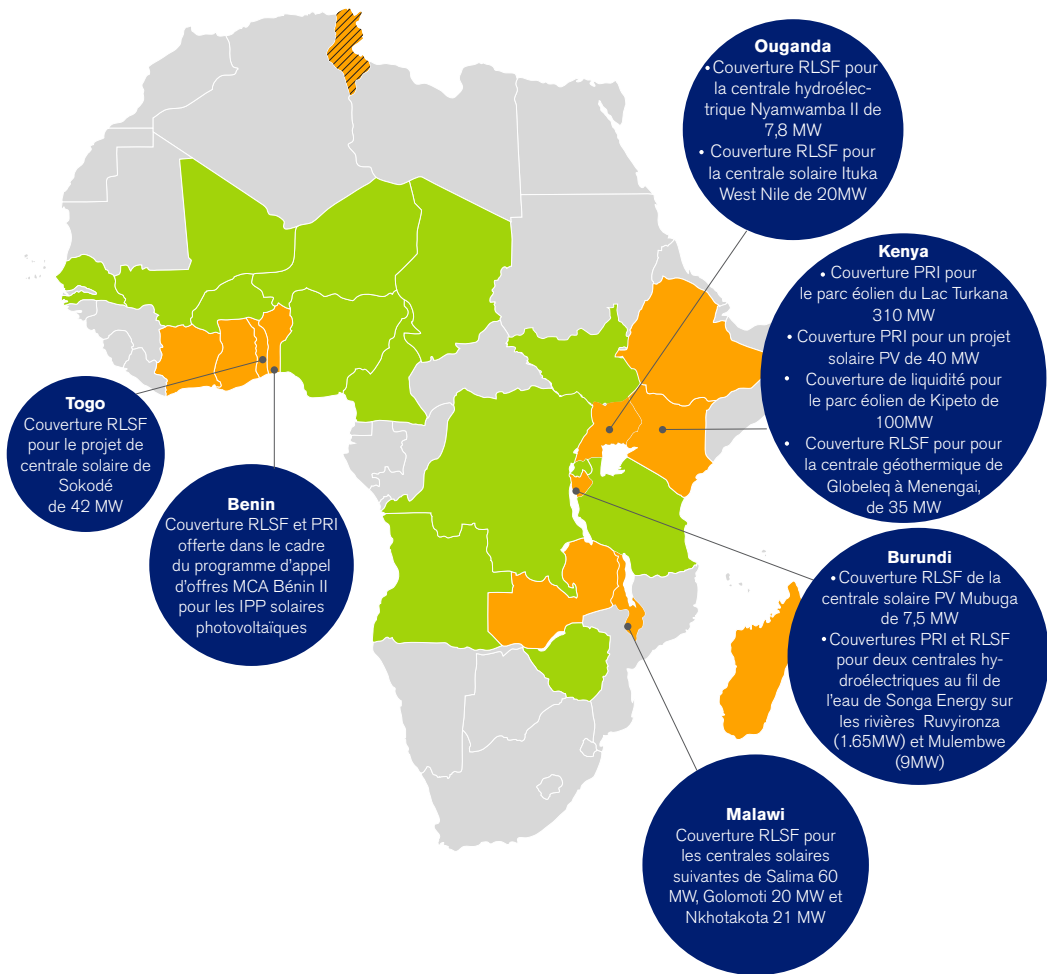 Ouganda
•Couverture RLSF pour
la centrale hydroélec-
trique Nyamwamba II de
7,8 MW
• Couverture RLSF pour
la centrale solaire Ituka
West Nile de 20MW
Kenya
• Couverture PRI pour
le parc éolien du Lac Turkana
310 MW
• Couverture PRI pour un projet
solaire PV de 40 MW
• Couverture de liquidité pour
le parc éolien de Kipeto de
100MW
• Couverture RLSF pour pour
la centrale géothermique de
Globeleq à Menengai,
de 35 MW
Togo
Couverture RLSF
pour le projet de
centrale solaire de
Sokodé
de 42 MW
Benin
Couverture RLSF et PRI
offerte dans le cadre
du programme d'appel
d'offres MCA Bénin II
pour les IPP solaires
photovoltaïques
Burundi
•Couverture RLSF de la
centrale solaire PV Mubuga
de 7,5 MW
•Couvertures PRI et RLSF
pour deux centrales hy-
droélectriques au fil de
l'eau de Songa Energy sur
les rivières Ruvyironza
(1.65MW) et Mulembwe
(9MW)
Malawi
Couverture RLSF pour
les centrales solaires
suivantes de Salima 60
MW, Golomoti 20 MW et
Nkhotakota 21 MW